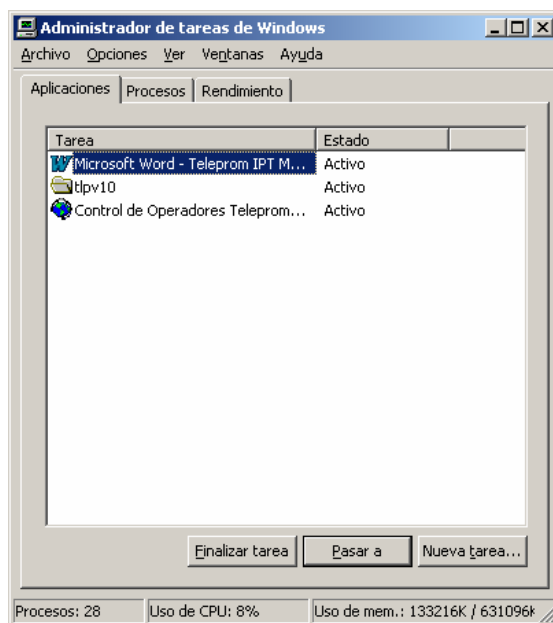 Administrador de tareas de Windows
Archivo Opciones Ver Ventanas Ayuda
Aplicaciones Procesos Rendimiento
Tarea Estado
Microsoft Word - Teleprom IPT M... Activo
tlpv10 Activo
Control de Operadores Teleprom... Activo
Finalizar tarea Pasar a Nueva tarea...
Procesos: 28 Uso de CPU: 8% Uso de mem.: 133216K / 631096K